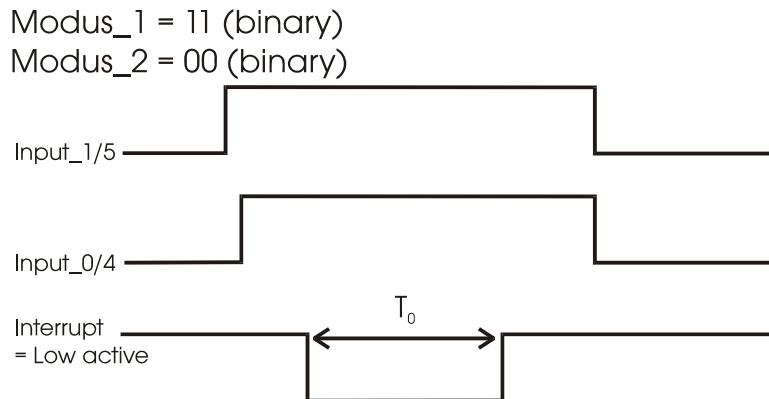 Modus_1 = 11 (binary)
Modus_2 = 00 (binary)
Input_1/5
Input_0/4
T₀
Interrupt
= Low active